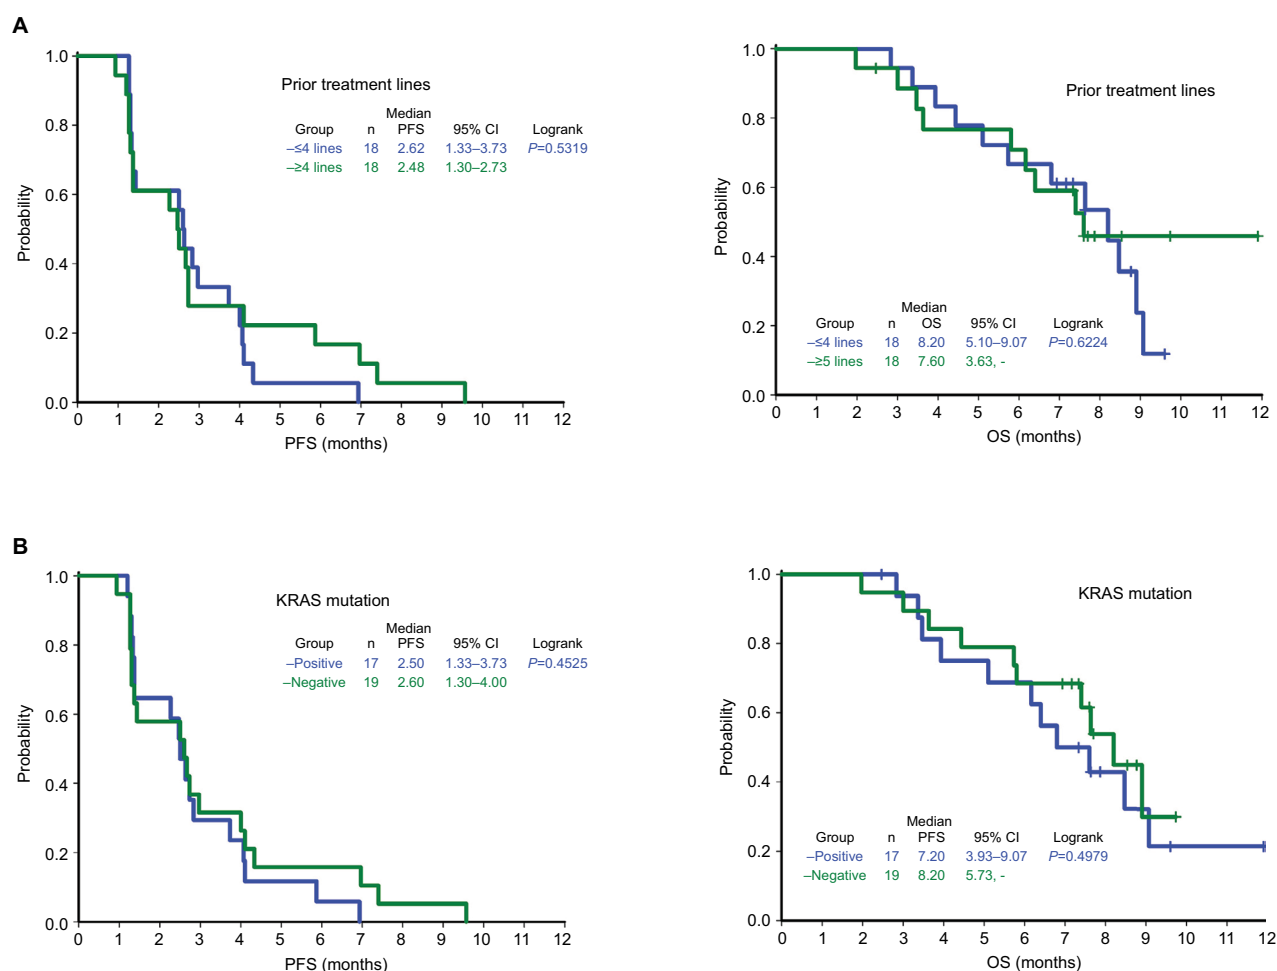 A
1.0
0.8
0.6
0.4
0.2
0.0
Probability
Prior treatment lines
Median
Group n PFS 95% CI Logrank
–≤4 lines 18 2.62 1.33–3.73 P=0.5319
–≥4 lines 18 2.48 1.30–2.73
0 1 2 3 4 5 6 7 8 9 10 11 12
PFS (months)
1.0
0.8
0.6
0.4
0.2
0.0
Probability
Prior treatment lines
Median
Group n OS 95% CI Logrank
–≤4 lines 18 8.20 5.10–9.07 P=0.6224
–≥5 lines 18 7.60 3.63, -
0 1 2 3 4 5 6 7 8 9 10 11 12
OS (months)
B
1.0
0.8
0.6
0.4
0.2
0.0
Probability
KRAS mutation
Median
Group n PFS 95% CI Logrank
–Positive 17 2.50 1.33–3.73 P=0.4525
–Negative 19 2.60 1.30–4.00
0 1 2 3 4 5 6 7 8 9 10 11 12
PFS (months)
1.0
0.8
0.6
0.4
0.2
0.0
Probability
KRAS mutation
Median
Group n PFS 95% CI Logrank
–Positive 17 7.20 3.93–9.07 P=0.4979
–Negative 19 8.20 5.73, -
0 1 2 3 4 5 6 7 8 9 10 11 12
OS (months)